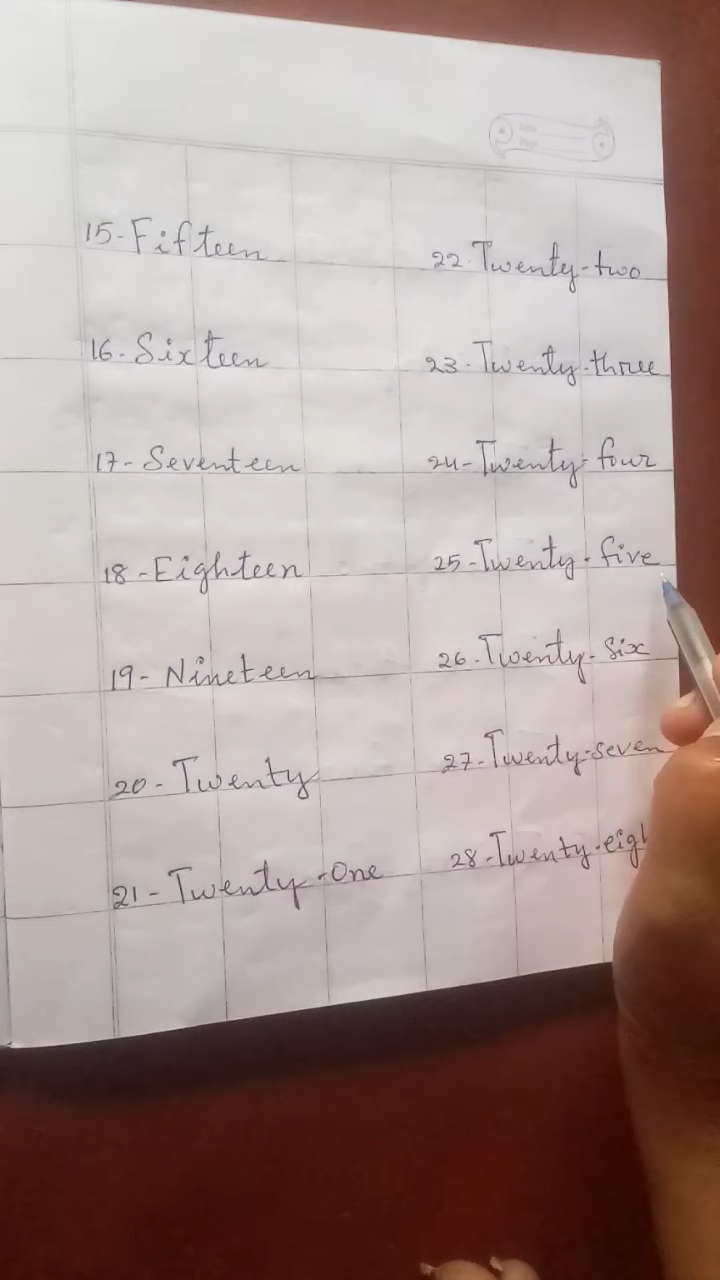 15-Fifteen
16-Sixteen
17-Seventeen
18-Eighteen
19-Nineteen
20-Twenty
21-Twenty-One
22-Twenty-two
23-Twenty-three
24-Twenty-four
25-Twenty-five
26-Twenty-Six
27-Twenty-seven
28-Twenty-eigh